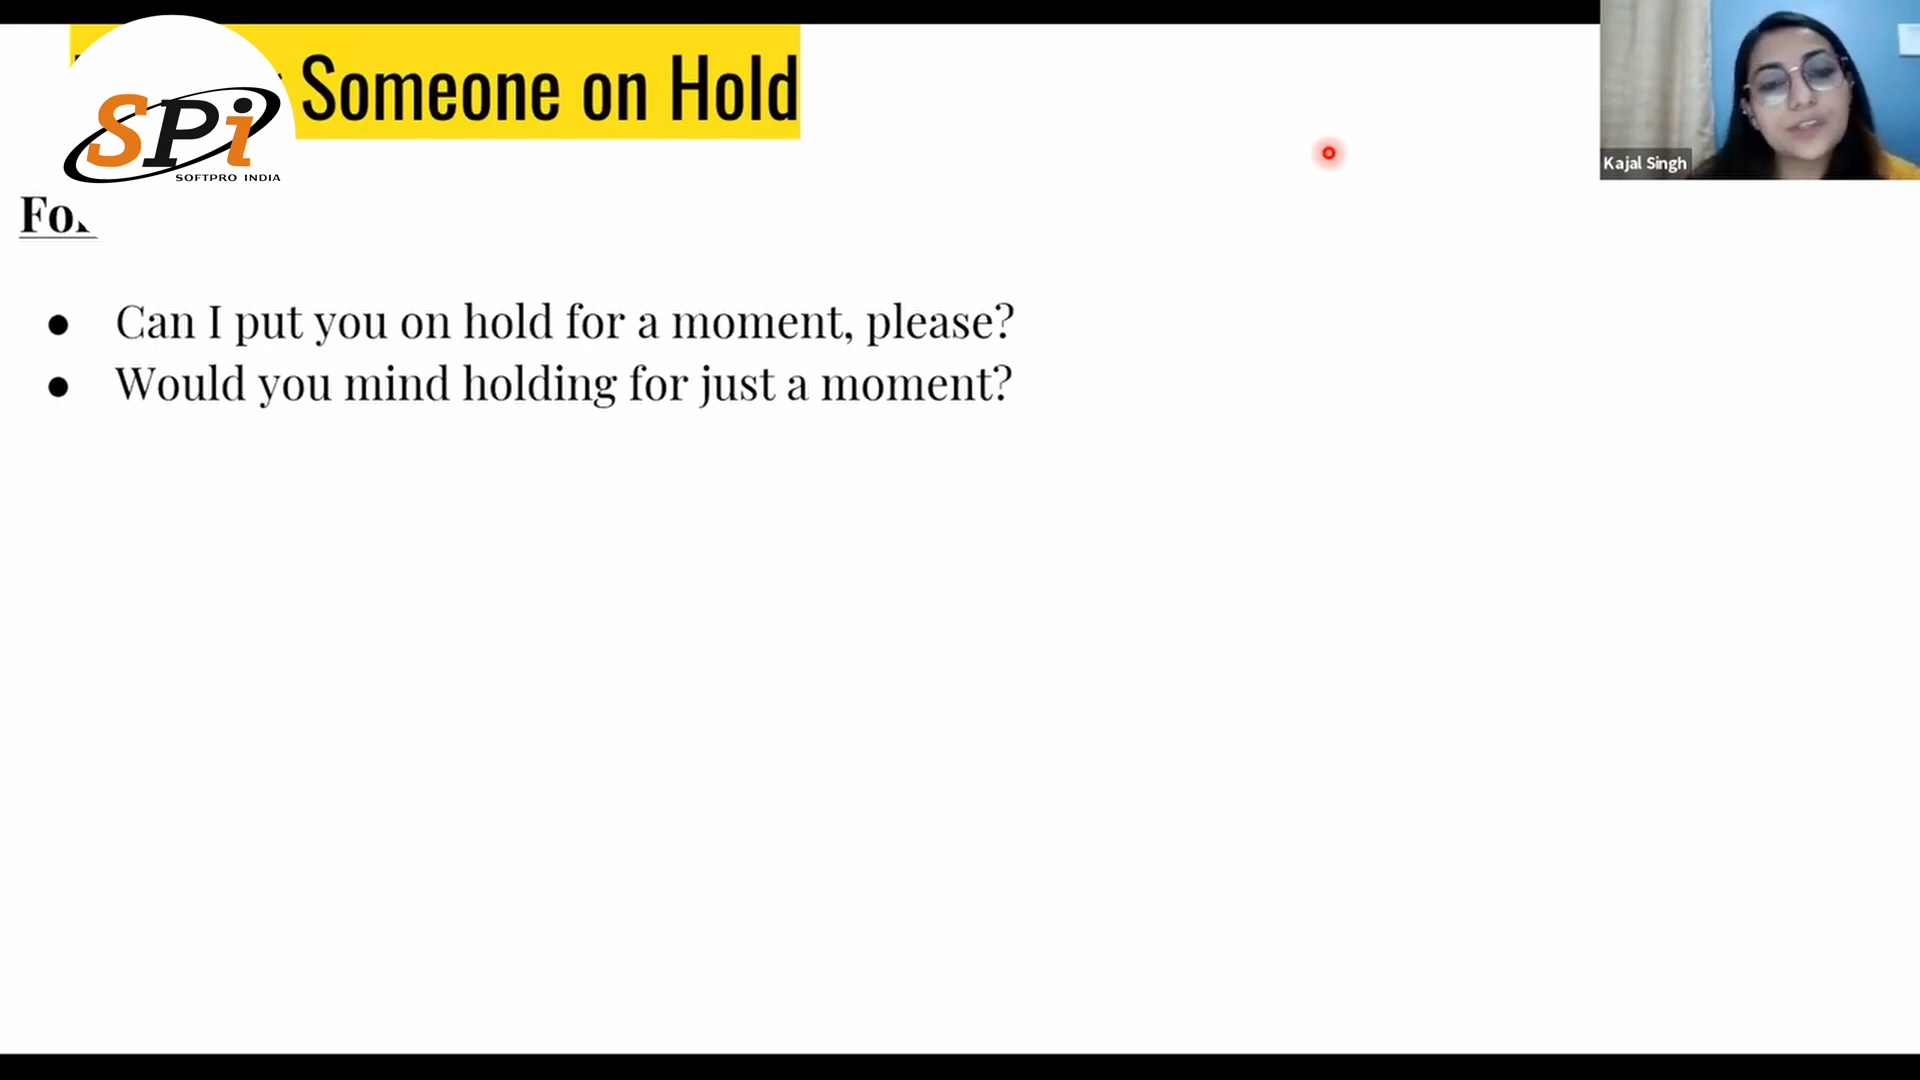 Someone on Hold
SPi
SOFTPRO INDIA
Kajal Singh
● Can I put you on hold for a moment, please?
● Would you mind holding for just a moment?